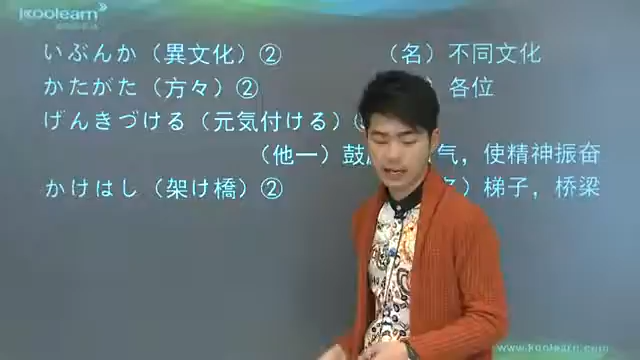 koolearn
いぶんか（異文化）② （名）不同文化
かたがた（方々）② ）各位
げんきづける（元気付ける）
（他一）鼓 气，使精神振奋
かけはし（架け橋）② ）梯子，桥梁
www.koolearn.